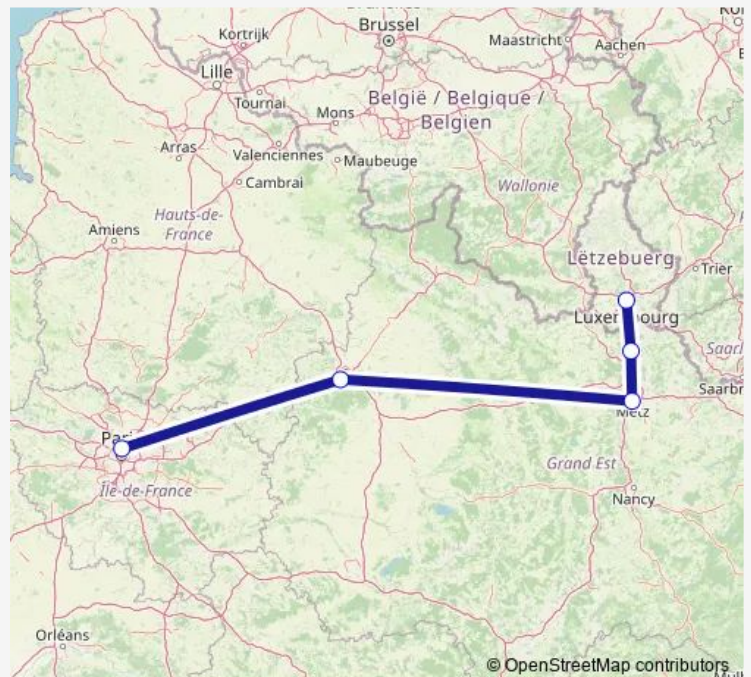 Kortrijk
Brussel
Maastricht
Aachen
Lille
Tournai
Mons
België / Belgique /
Belgien
Arras
Valenciennes
Maubeuge
Cambrai
Wallonie
Hauts-de-
France
Amiens
Lëtzebuerg
Trier
Luxembourg
Saarbr
Metz
Paris
Île-de-France
Grand Est
Nancy
Orléans
© OpenStreetMap contributors